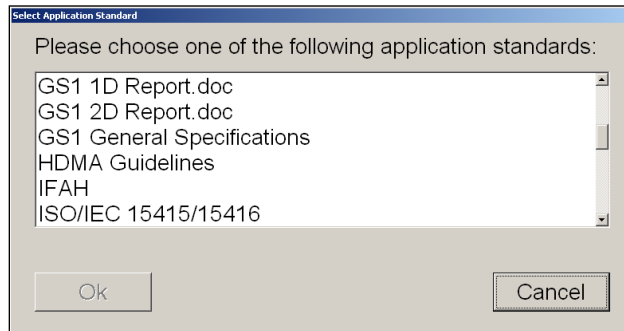 Select Application Standard
Please choose one of the following application standards:
GS1 1D Report.doc
GS1 2D Report.doc
GS1 General Specifications
HDMA Guidelines
IFAH
ISO/IEC 15415/15416
Ok
Cancel